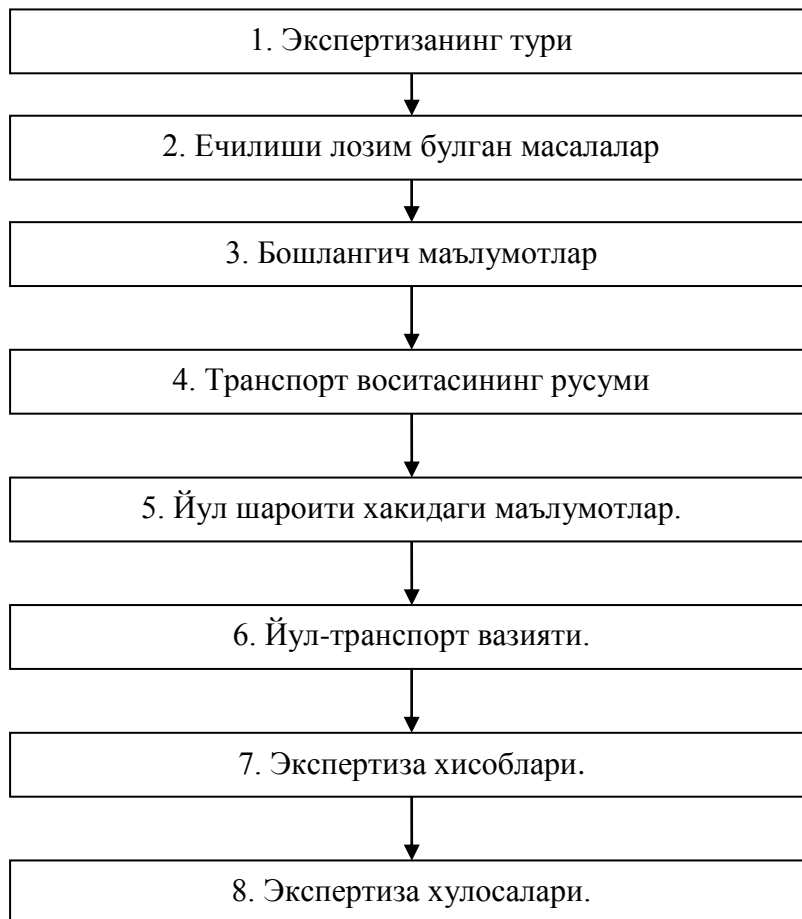 1. Экспертизанинг тури
2. Ечилиши лозим булган масалалар
3. Бошлангич маълумотлар
4. Транспорт воситасининг русуми
5. Йул шароити хакидаги маълумотлар.
6. Йул-транспорт вазияти.
7. Экспертиза хисоблари.
8. Экспертиза хулосалари.